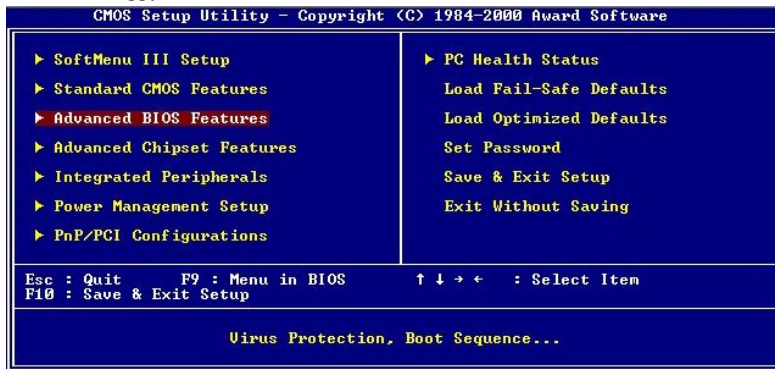 CMOS Setup Utility - Copyright (C) 1984-2000 Award Software
▶ SoftMenu III Setup
▶ Standard CMOS Features
▶ Advanced BIOS Features
▶ Advanced Chipset Features
▶ Integrated Peripherals
▶ Power Management Setup
▶ PnP/PCI Configurations
▶ PC Health Status
Load Fail-Safe Defaults
Load Optimized Defaults
Set Password
Save & Exit Setup
Exit Without Saving
Esc : Quit F9 : Menu in BIOS ↑ ↓ → ← : Select Item
F10 : Save & Exit Setup
Virus Protection, Boot Sequence...